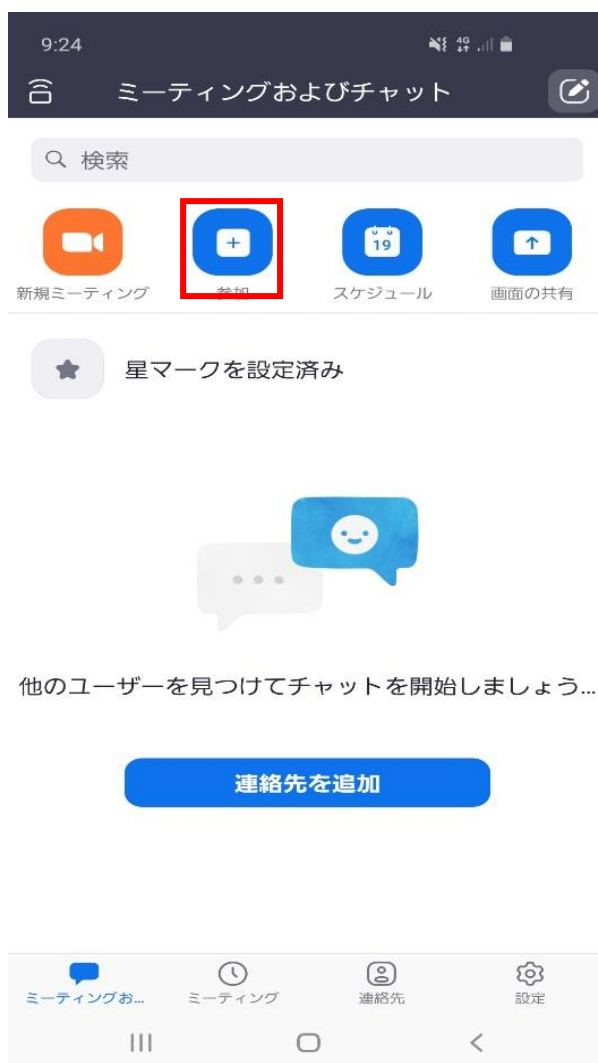 9:24
4G
ミーティングおよびチャット
検索
19
新規ミーティング
参加
スケジュール
画面の共有
星マークを設定済み
他のユーザーを見つけてチャットを開始しましょう...
連絡先を追加
ミーティングお...
ミーティング
連絡先
設定